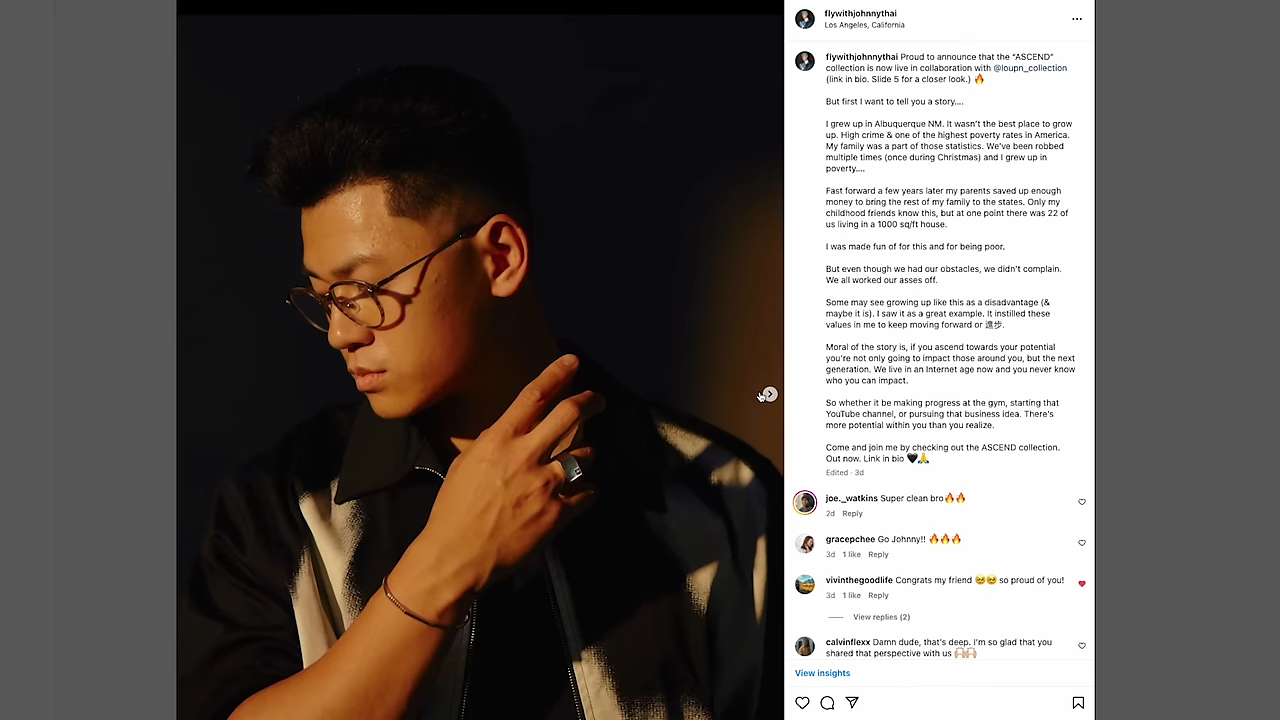 flywithjohnnythai
Los Angeles, California
flywithjohnnythai Proud to announce that the “ASCEND”
collection is now live in collaboration with @loupn_collection
(link in bio. Slide 5 for a closer look.) 🔥
But first I want to tell you a story....
I grew up in Albuquerque NM. It wasn’t the best place to grow
up. High crime & one of the highest poverty rates in America.
My family was a part of those statistics. We’ve been robbed
multiple times (once during Christmas) and I grew up in
poverty....
Fast forward a few years later my parents saved up enough
money to bring the rest of my family to the states. Only my
childhood friends know this, but at one point there was 22 of
us living in a 1000 sq/ft house.
I was made fun of for this and for being poor.
But even though we had our obstacles, we didn’t complain.
We all worked our asses off.
Some may see growing up like this as a disadvantage (&
maybe it is). I saw it as a great example. It instilled these
values in me to keep moving forward or 進步.
Moral of the story is, if you ascend towards your potential
you’re not only going to impact those around you, but the next
generation. We live in an Internet age now and you never know
who you can impact.
So whether it be making progress at the gym, starting that
YouTube channel, or pursuing that business idea. There’s
more potential within you than you realize.
Come and join me by checking out the ASCEND collection.
Out now. Link in bio 🖤🙏
Edited · 3d
joe._watkins Super clean bro🔥🔥
2d Reply
gracepchee Go Johnny!! 🔥🔥🔥
3d 1 like Reply
vivinthegoodlife Congrats my friend 🥹🥹 so proud of you!
3d 1 like Reply
View replies (2)
calvinflexx Damn dude, that’s deep. I’m so glad that you
shared that perspective with us 🙌🏼🙌🏼
View insights